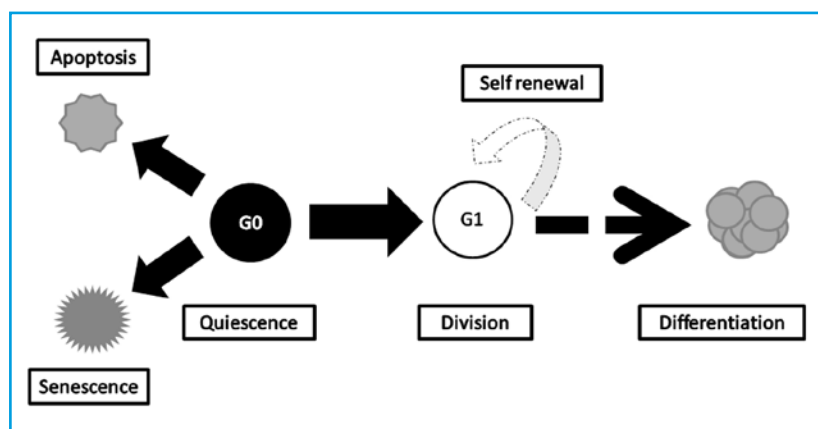 Apoptosis
Self renewal
G0
G1
Quiescence
Division
Differentiation
Senescence